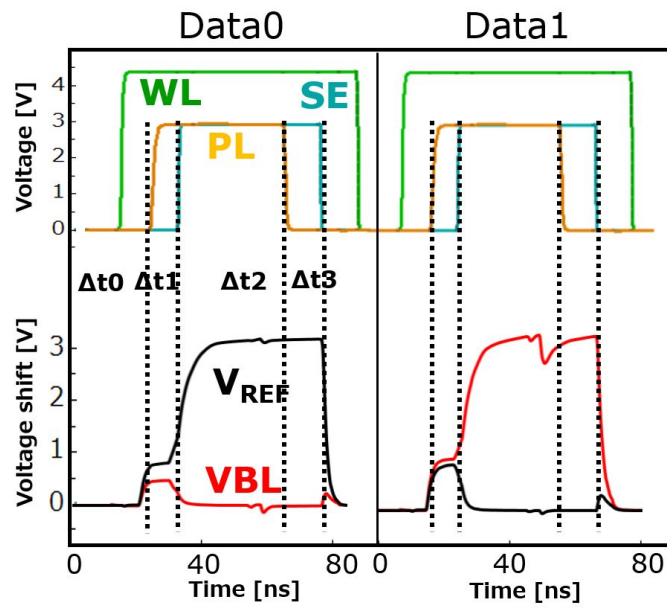 Data0 Data1
Voltage [V]
4
3
2
1
0
WL SE
PL
Δt0 Δt1 Δt2 Δt3
Voltage shift [V]
3
2
1
0
VREF
VBL
0 40 80 0 40 80
Time [ns] Time [ns]